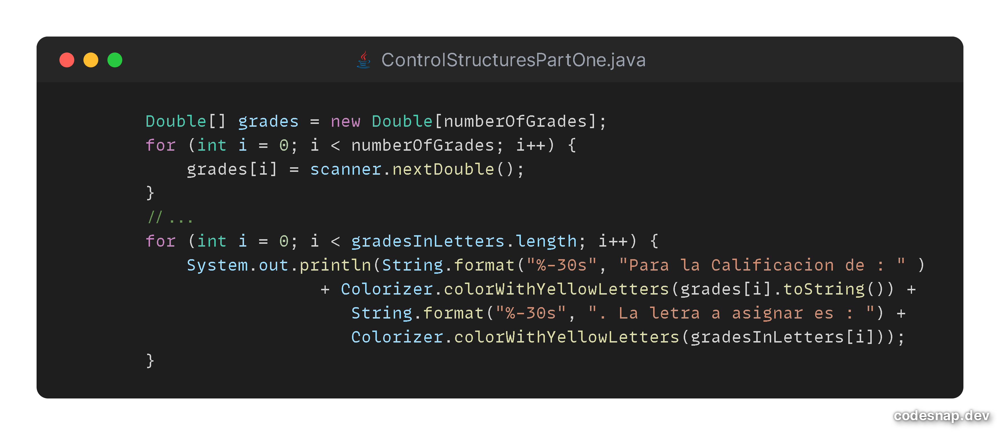 ControlStructuresPartOne.java
Double[] grades = new Double[numberOfGrades];
for (int i = 0; i < numberOfGrades; i++) {
    grades[i] = scanner.nextDouble();
}
// ...
for (int i = 0; i < gradesInLetters.length; i++) {
    System.out.println(String.format("%-30s", "Para la Calificacion de : " )
                 + Colorizer.colorWithYellowLetters(grades[i].toString()) +
                    String.format("%-30s", ". La letra a asignar es : ") +
                    Colorizer.colorWithYellowLetters(gradesInLetters[i]));
}
codesnap.dev